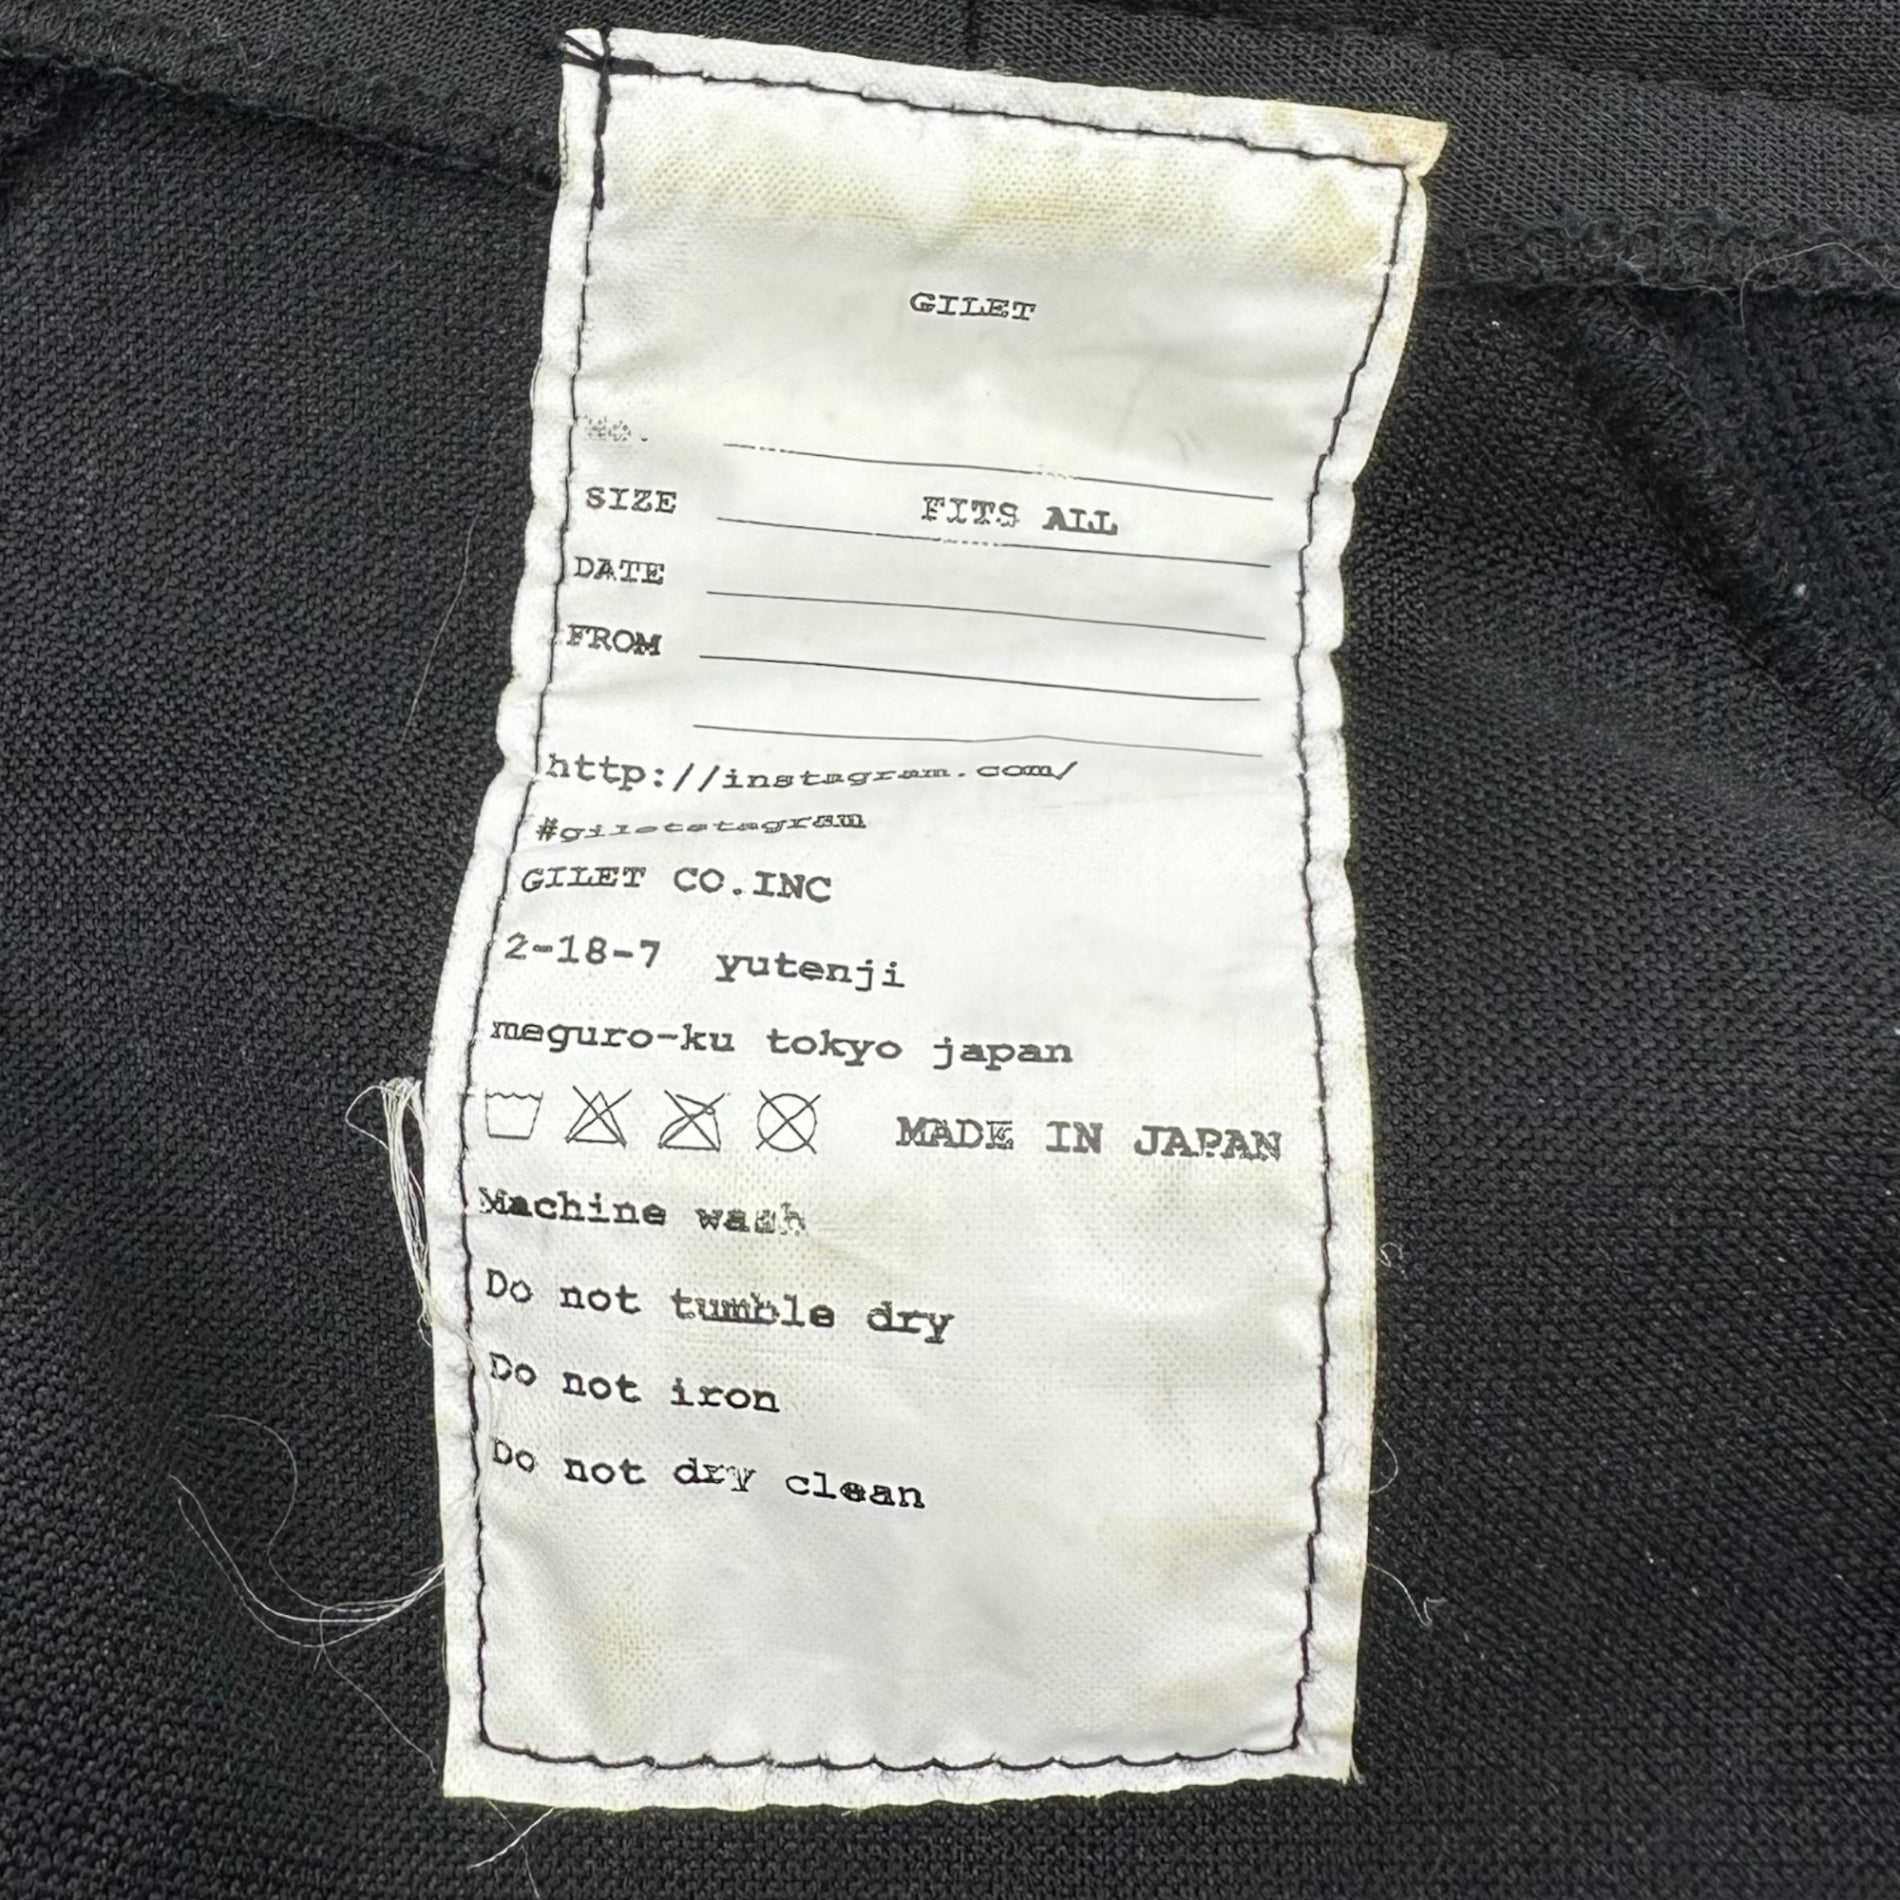 GILET
No.
SIZE FITS ALL
DATE
FROM
http://instagram.com/
#giletstagram
GILET CO.INC
2-18-7 yutenji
meguro-ku tokyo japan
MADE IN JAPAN
Machine wash
Do not tumble dry
Do not iron
Do not dry clean